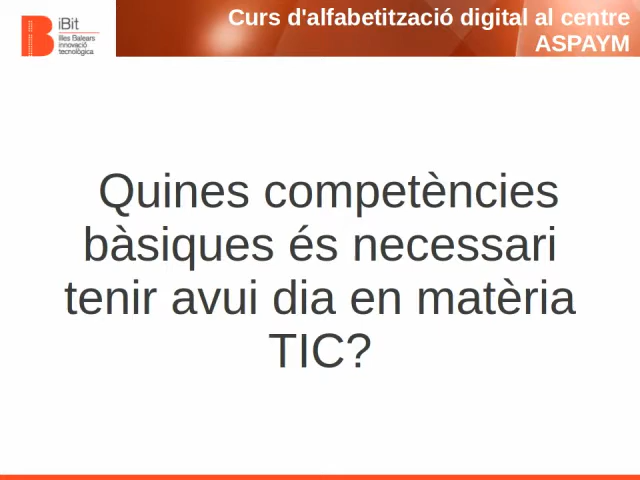 iBit
Illes Balears
innovació
tecnològica
Curs d'alfabetització digital al centre
ASPAYM
Quines competències
bàsiques és necessari
tenir avui dia en matèria
TIC?